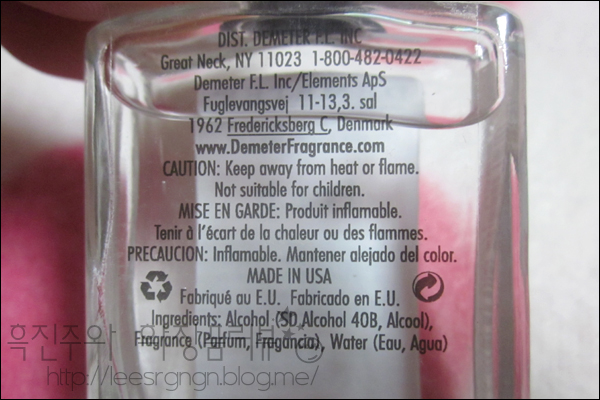 DIST. DEMETER F.L. INC
Great Neck, NY 11023 1-800-482-0422
Demeter F.L. Inc/Elements ApS
Fuglevangsvej 11-13,3. sal
1962 Fredericksberg C, Denmark
www.DemeterFragrance.com
CAUTION: Keep away from heat or flame.
Not suitable for children.
MISE EN GARDE: Produit inflamable.
Tenir à l'écart de la chaleur ou des flammes.
PRECAUCION: Inflamable. Mantener alejado del color.
MADE IN USA
Fabriqué au E.U. Fabricado en E.U.
Ingredients: Alcohol (SD Alcohol 40B, Alcool),
Fragrance (Parfum, Fragancia), Water (Eau, Agua)
흑진주와
http://leesrgngn.blog.me/